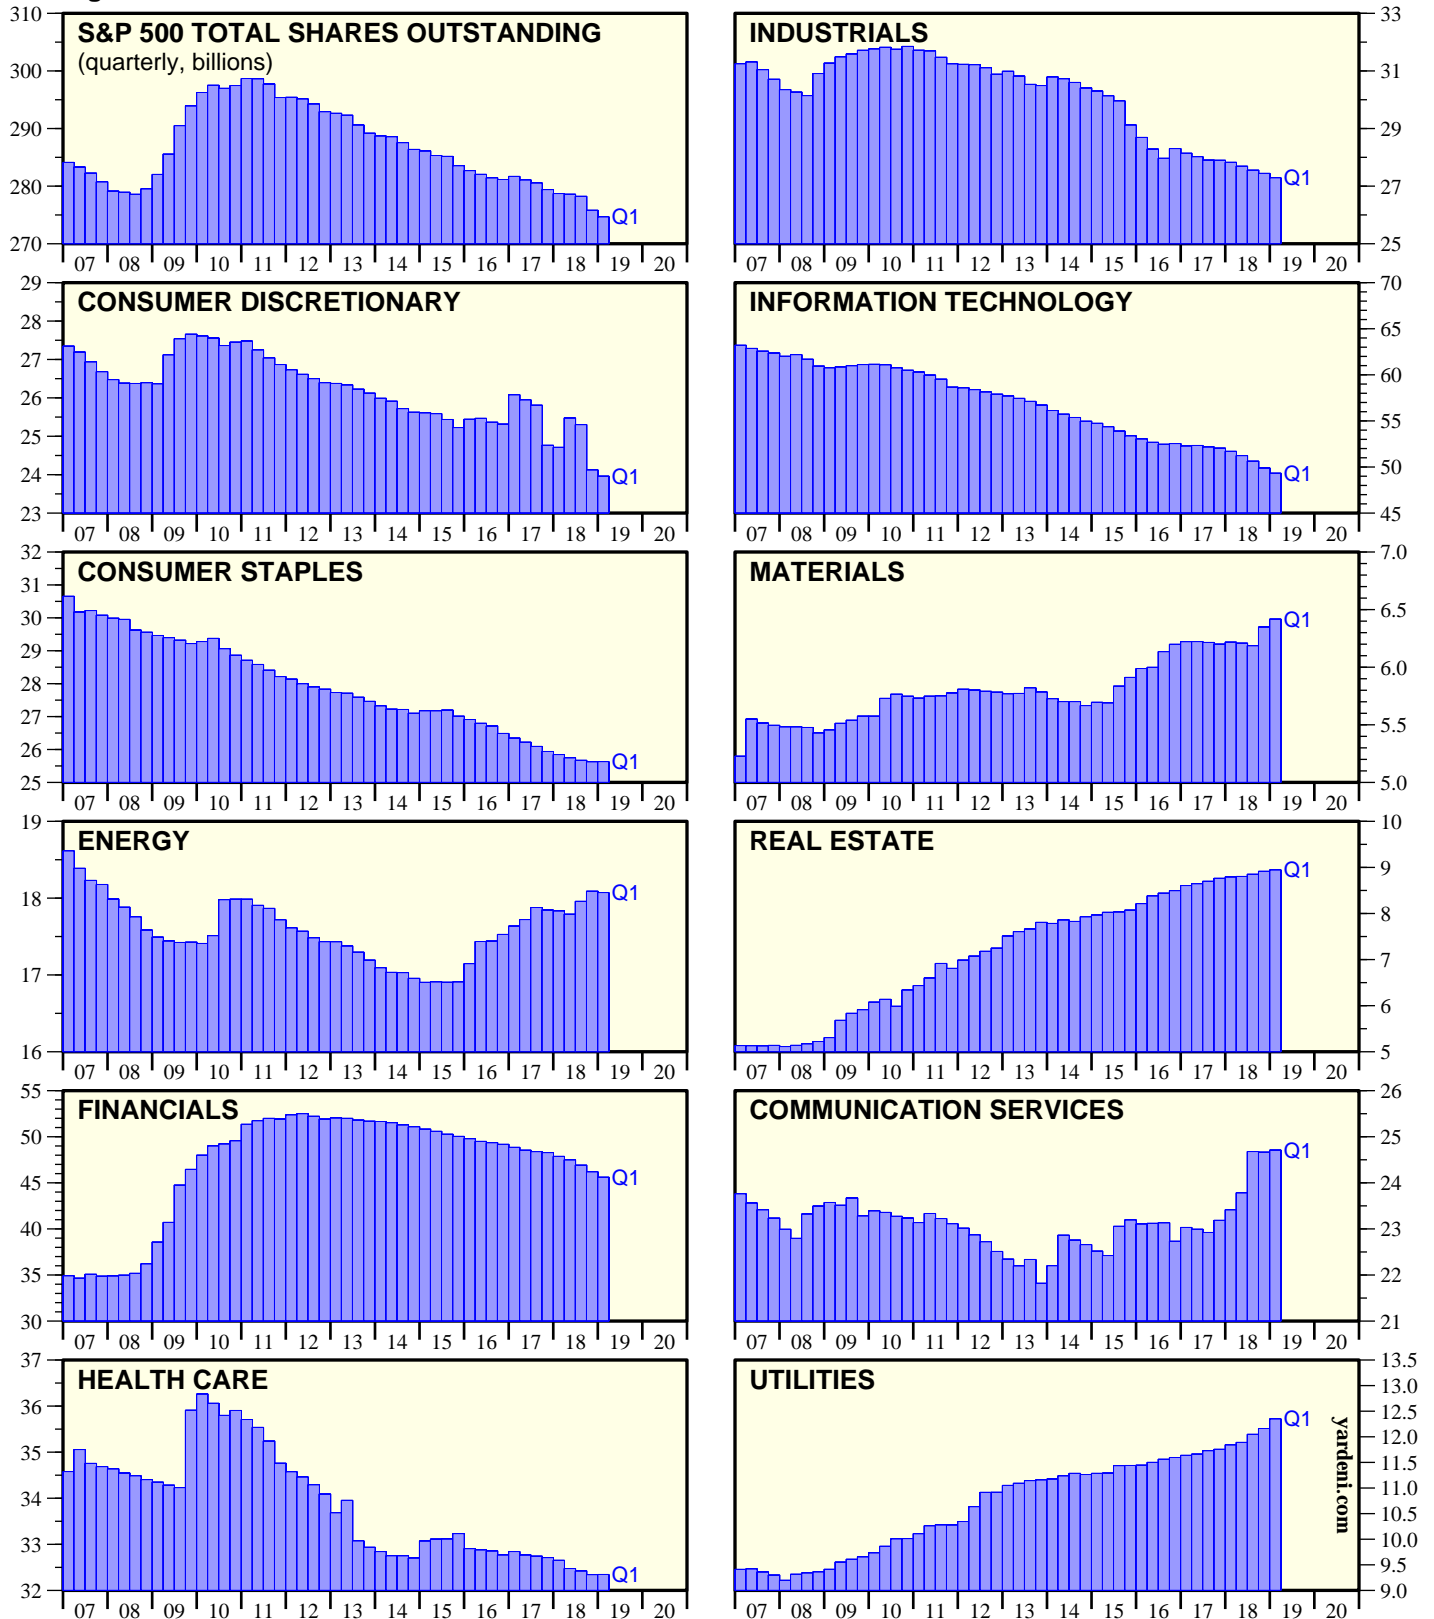 S&P 500 TOTAL SHARES OUTSTANDING
(quarterly, billions)
310
300
290
280
270
Q1
07 08 09 10 11 12 13 14 15 16 17 18 19 20
INDUSTRIALS
33
31
29
27
25
Q1
07 08 09 10 11 12 13 14 15 16 17 18 19 20
CONSUMER DISCRETIONARY
29
28
27
26
25
24
23
Q1
07 08 09 10 11 12 13 14 15 16 17 18 19 20
INFORMATION TECHNOLOGY
70
65
60
55
50
45
Q1
07 08 09 10 11 12 13 14 15 16 17 18 19 20
CONSUMER STAPLES
32
31
30
29
28
27
26
25
Q1
07 08 09 10 11 12 13 14 15 16 17 18 19 20
MATERIALS
7.0
6.5
6.0
5.5
5.0
Q1
07 08 09 10 11 12 13 14 15 16 17 18 19 20
ENERGY
19
18
17
16
Q1
07 08 09 10 11 12 13 14 15 16 17 18 19 20
REAL ESTATE
10
9
8
7
6
5
Q1
07 08 09 10 11 12 13 14 15 16 17 18 19 20
FINANCIALS
55
50
45
40
35
30
Q1
07 08 09 10 11 12 13 14 15 16 17 18 19 20
COMMUNICATION SERVICES
26
25
24
23
22
21
Q1
07 08 09 10 11 12 13 14 15 16 17 18 19 20
HEALTH CARE
37
36
35
34
33
32
Q1
07 08 09 10 11 12 13 14 15 16 17 18 19 20
UTILITIES
13.5
13.0
12.5
12.0
11.5
11.0
10.5
10.0
9.5
9.0
Q1
yardeni.com
07 08 09 10 11 12 13 14 15 16 17 18 19 20